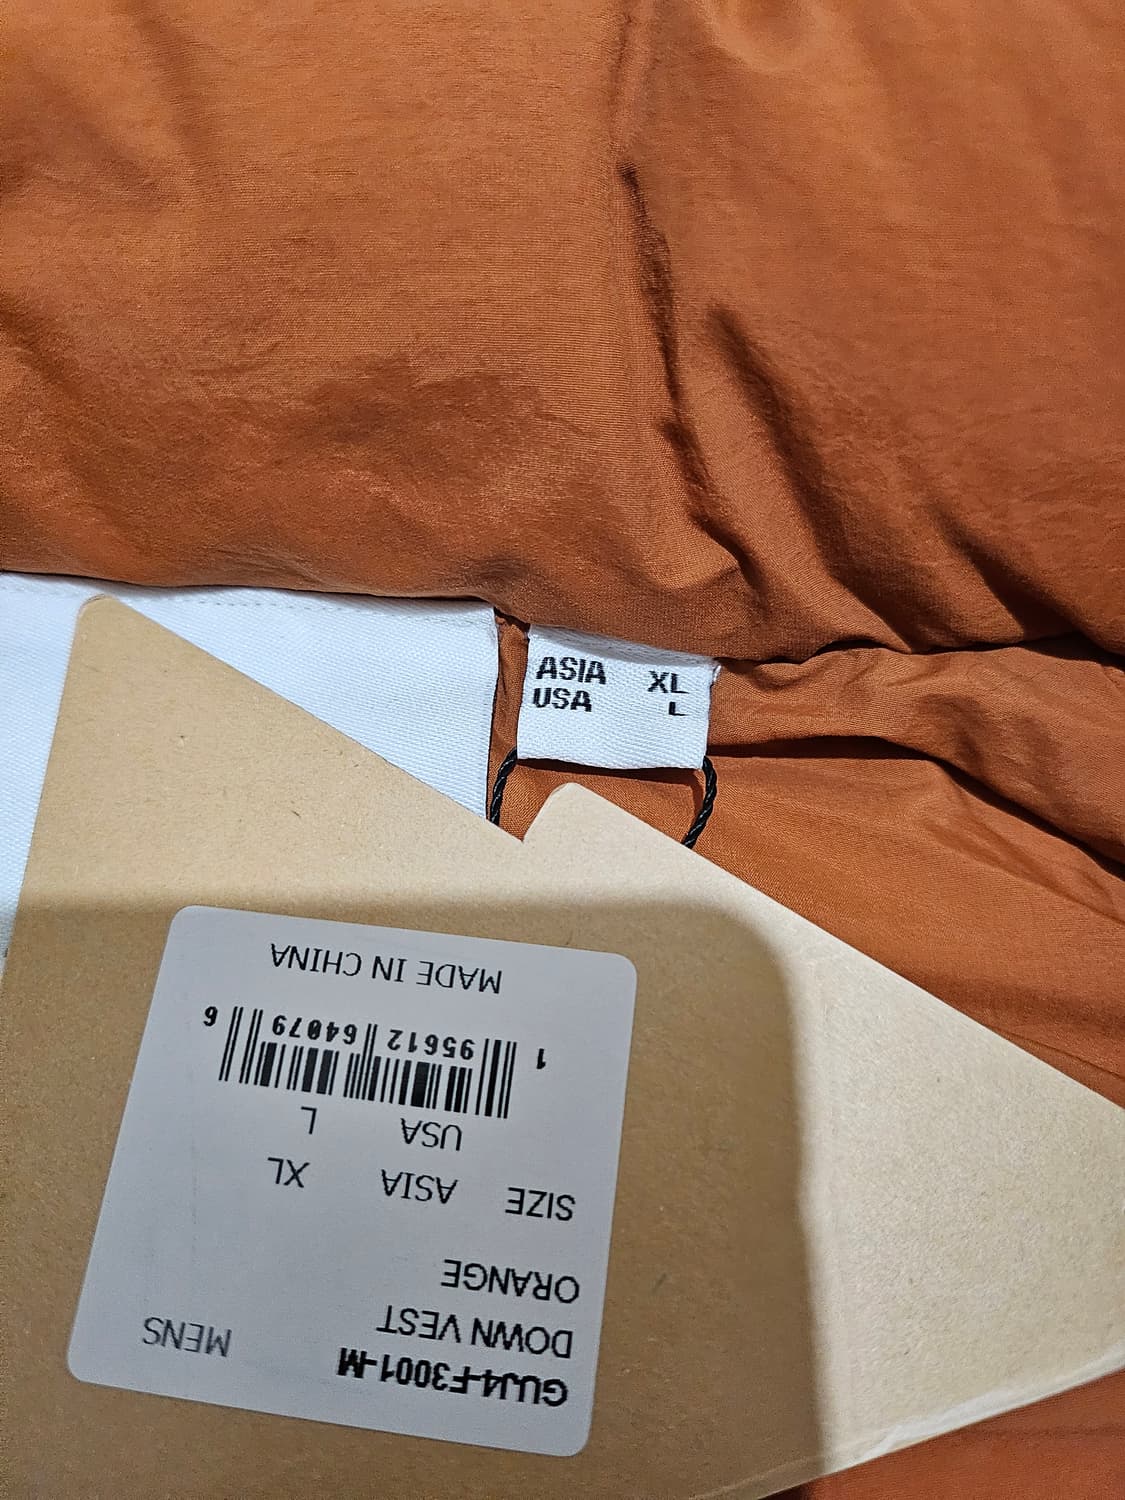 ASIA XL
USA L
GUJ4-F3001-M
DOWN VEST MENS
ORANGE
SIZE ASIA XL
USA L
1 95612 64079 6
MADE IN CHINA